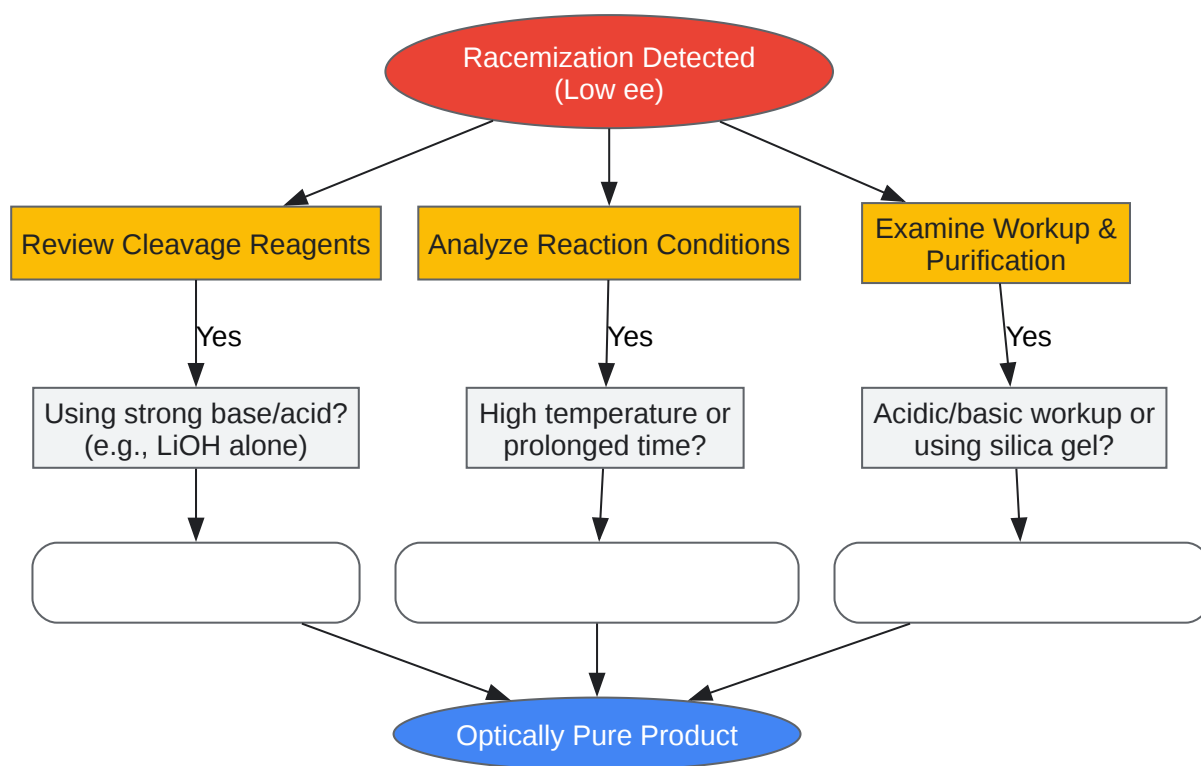 Racemization Detected
(Low ee)
Review Cleavage Reagents
Analyze Reaction Conditions
Examine Workup &
Purification
Yes
Yes
Yes
Using strong base/acid?
(e.g., LiOH alone)
High temperature or
prolonged time?
Acidic/basic workup or
using silica gel?
Optically Pure Product